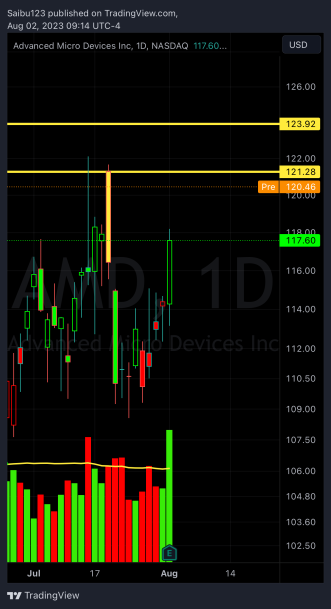 Saibu123 published on TradingView.com,
Aug 02, 2023 09:14 UTC-4
Advanced Micro Devices Inc, 1D, NASDAQ 117.60...
USD
126.00
123.92
122.00
121.28
Pre 120.46
120.00
118.00
117.60
116.00
AMD, 1D
114.00
Advanced Micro Devices Inc
112.00
110.50
109.00
107.50
106.00
104.80
103.60
102.50
E
Jul 17 Aug 14
TradingView